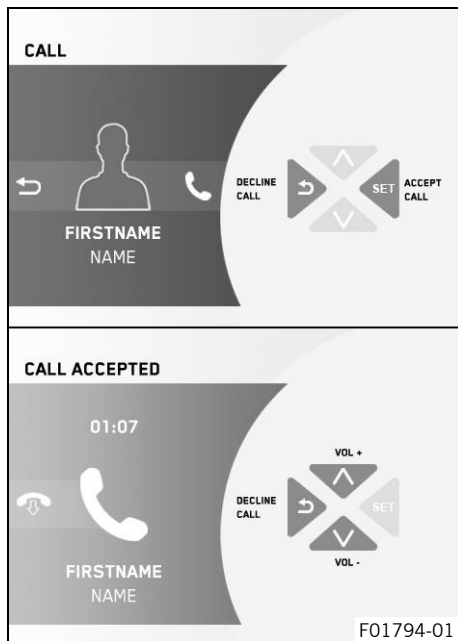 CALL
DECLINE
CALL
SET
ACCEPT
CALL
FIRSTNAME
NAME
CALL ACCEPTED
01:07
VOL +
DECLINE
CALL
SET
VOL -
FIRSTNAME
NAME
F01794-01